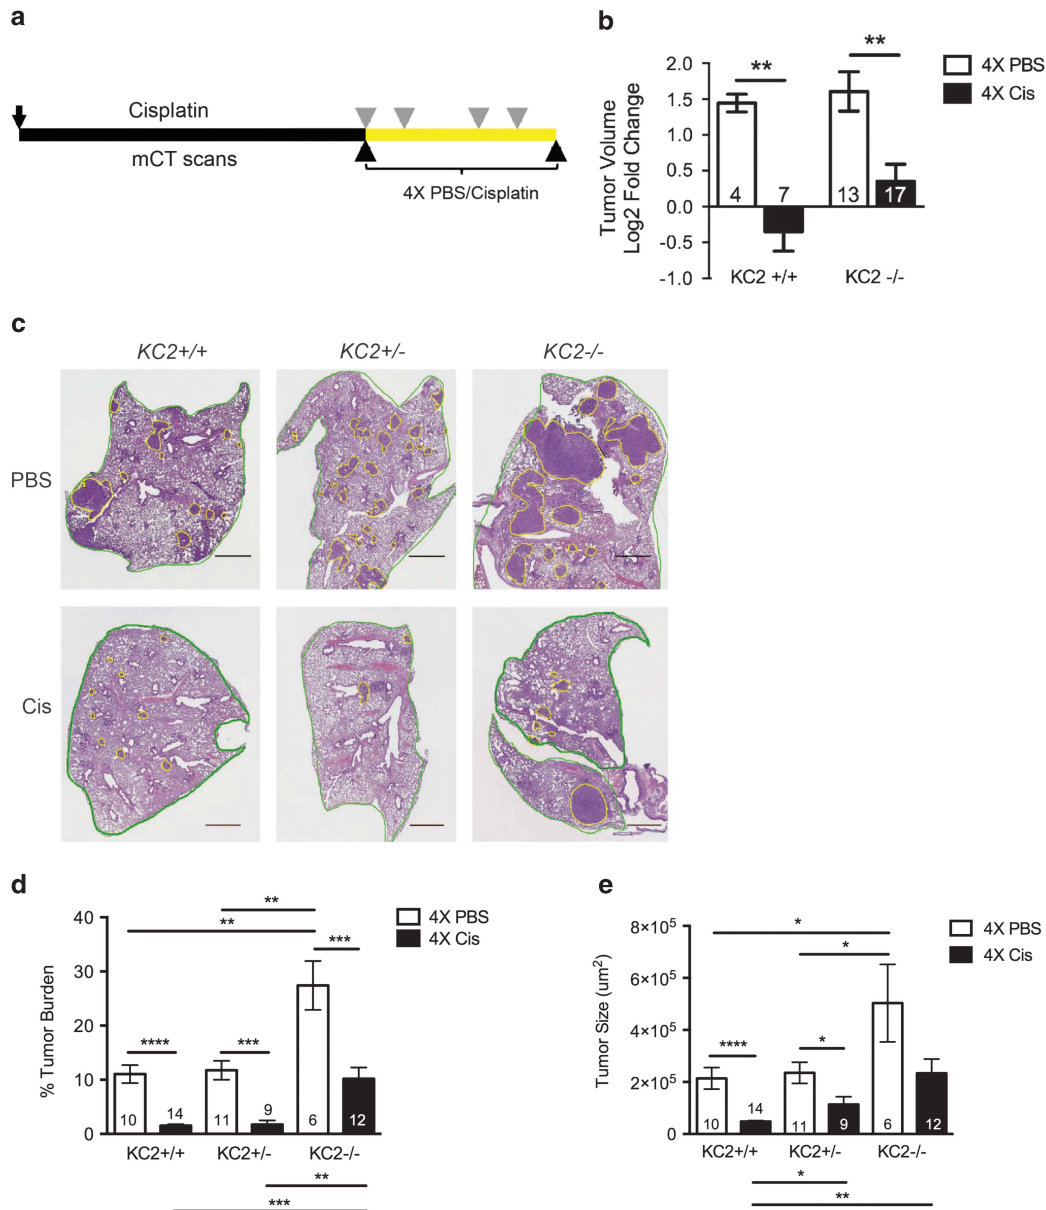 a
Cisplatin
mCT scans
4X PBS/Cisplatin
b
Tumor Volume
Log2 Fold Change
2.0
1.5
1.0
0.5
0.0
-0.5
-1.0
**
**
4
7
13
17
KC2 +/+
KC2 -/-
4X PBS
4X Cis
c
KC2+/+
KC2+/-
KC2-/-
PBS
Cis
d
% Tumor Burden
40
30
20
10
0
**
**
***
****
***
10
14
11
9
6
12
KC2+/+
KC2+/-
KC2-/-
**
***
4X PBS
4X Cis
e
Tumor Size (um²)
8×10⁵
6×10⁵
4×10⁵
2×10⁵
0
*
*
****
*
10
14
11
9
6
12
KC2+/+
KC2+/-
KC2-/-
*
**
4X PBS
4X Cis